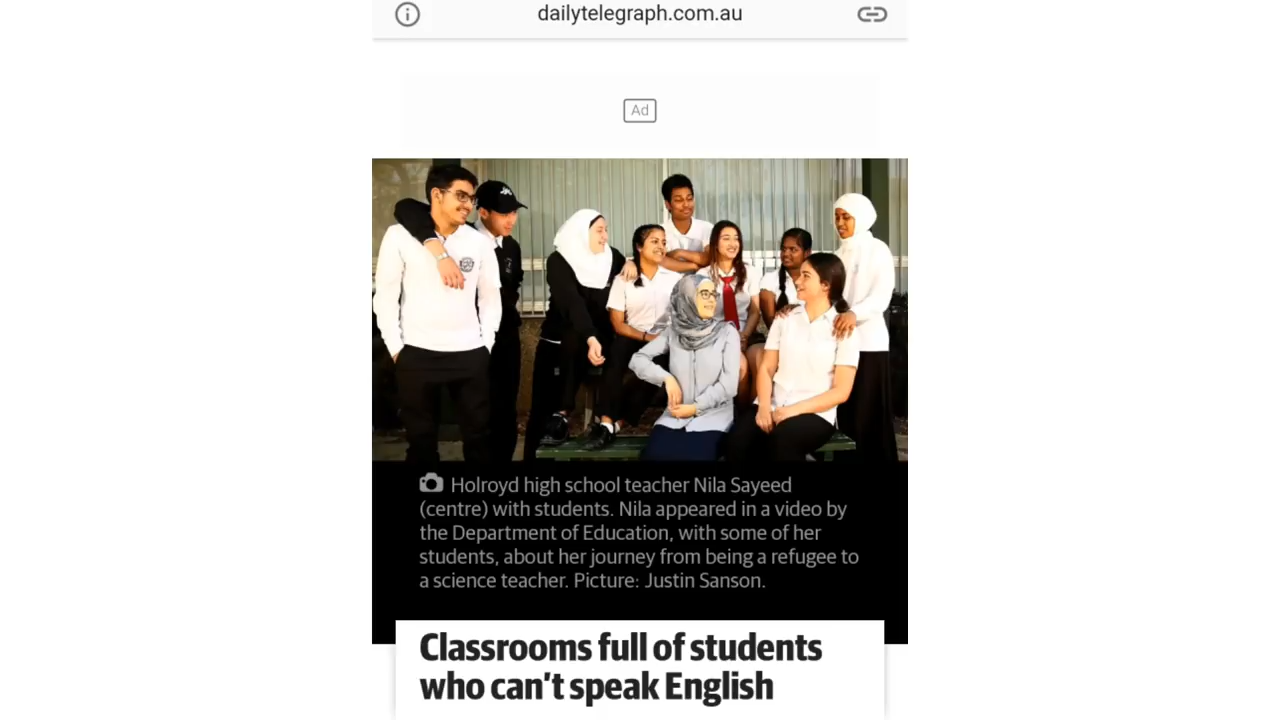 dailytelegraph.com.au
Ad
Holroyd high school teacher Nila Sayeed
(centre) with students. Nila appeared in a video by
the Department of Education, with some of her
students, about her journey from being a refugee to
a science teacher. Picture: Justin Sanson.
Classrooms full of students
who can't speak English